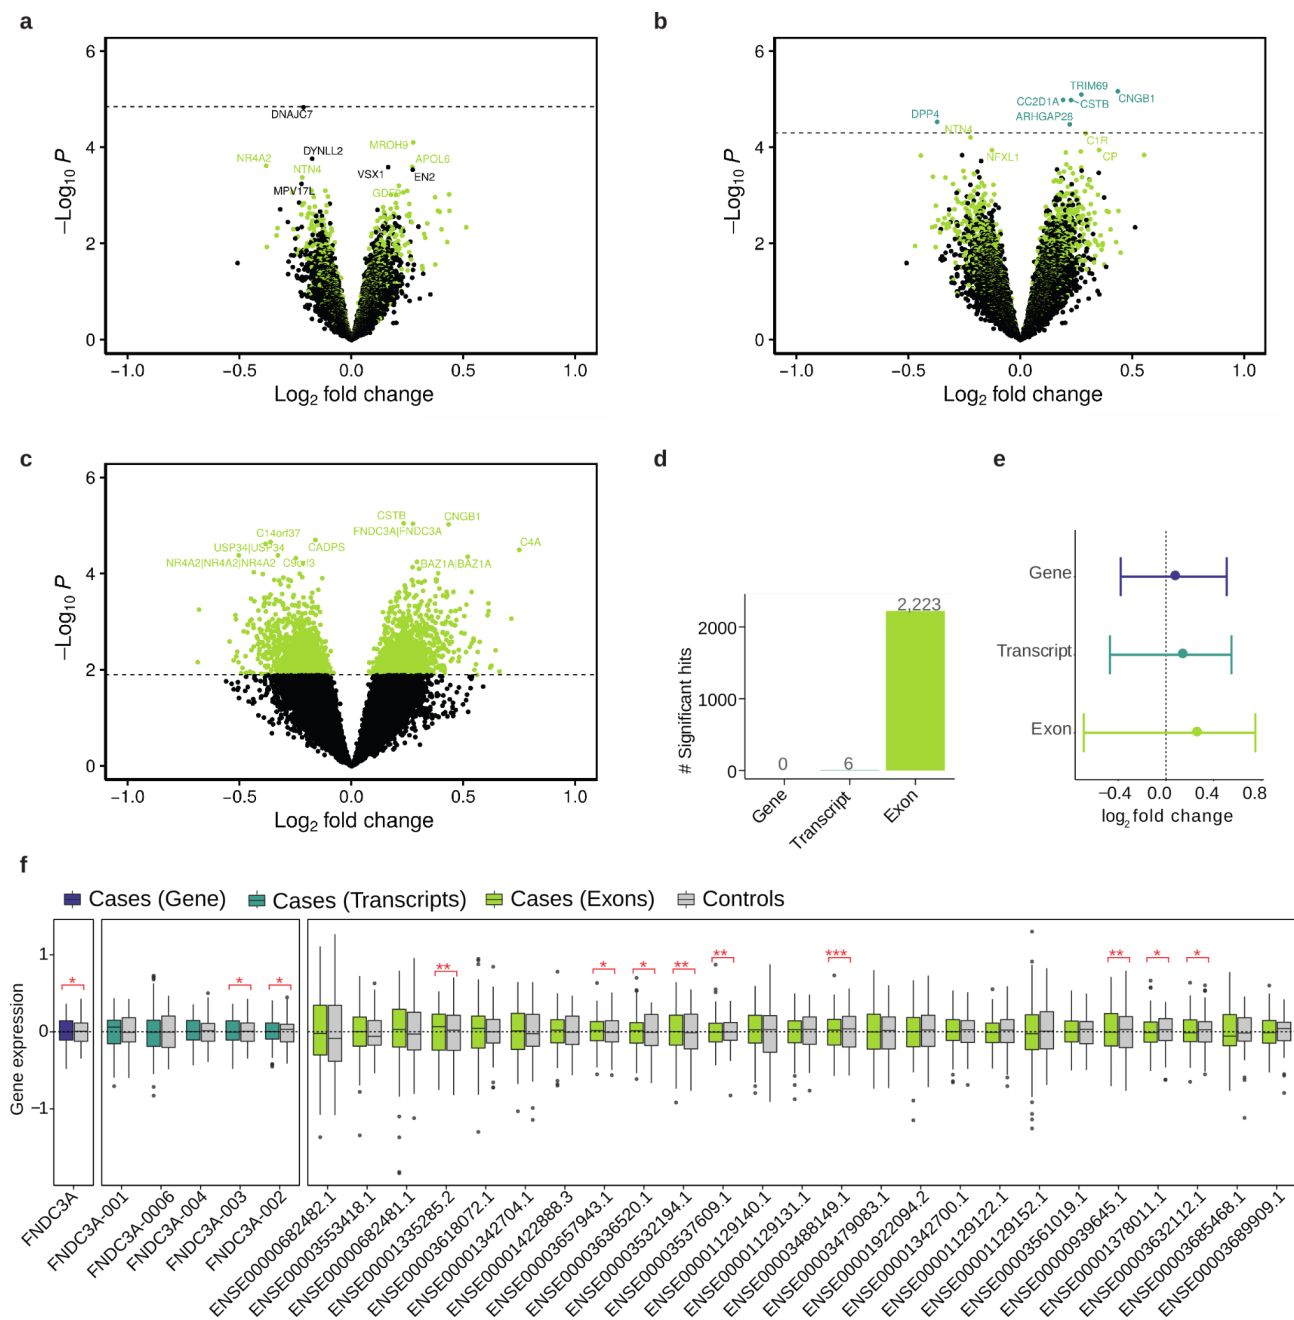 a
6
4
2
0
−Log10 P
DNAJC7
DYNLL2
NR4A2
NTN4
MPV17L
MROH9
APOL6
VSX1
EN2
−1.0 −0.5 0.0 0.5 1.0
Log2 fold change
b
6
4
2
0
−Log10 P
TRIM69
CC2D1A
CSTB
CNGB1
ARHGAP28
DPP4
NTN4
NFXL1
C1R
CP
−1.0 −0.5 0.0 0.5 1.0
Log2 fold change
c
6
4
2
0
−Log10 P
CSTB
CNGB1
FNDC3A|FNDC3A
C14orf37
USP34|USP34
CADPS
C4A
NR4A2|NR4A2|NR4A2
C9orf3
BAZ1A|BAZ1A
−1.0 −0.5 0.0 0.5 1.0
Log2 fold change
d
# Significant hits
2000
1000
0
0
6
2,223
Gene
Transcript
Exon
e
Gene
Transcript
Exon
−0.4 0.0 0.4 0.8
log2 fold change
f
Cases (Gene) Cases (Transcripts) Cases (Exons) Controls
Gene expression
1
0
−1
* * * ** * * ** ** *** ** * *
FNDC3A
FNDC3A-001
FNDC3A-0006
FNDC3A-004
FNDC3A-003
FNDC3A-002
ENSE00000682482.1
ENSE00003553418.1
ENSE00000682481.1
ENSE00001335285.2
ENSE00003618072.1
ENSE00001342704.1
ENSE00001422888.3
ENSE00003657943.1
ENSE00003636520.1
ENSE00003532194.1
ENSE00003537609.1
ENSE00001129140.1
ENSE00001129131.1
ENSE00003488149.1
ENSE00003479083.1
ENSE00001922094.2
ENSE00001342700.1
ENSE00001129122.1
ENSE00001129152.1
ENSE00003561019.1
ENSE00000939645.1
ENSE00001378011.1
ENSE00003632112.1
ENSE00003685468.1
ENSE00003689909.1